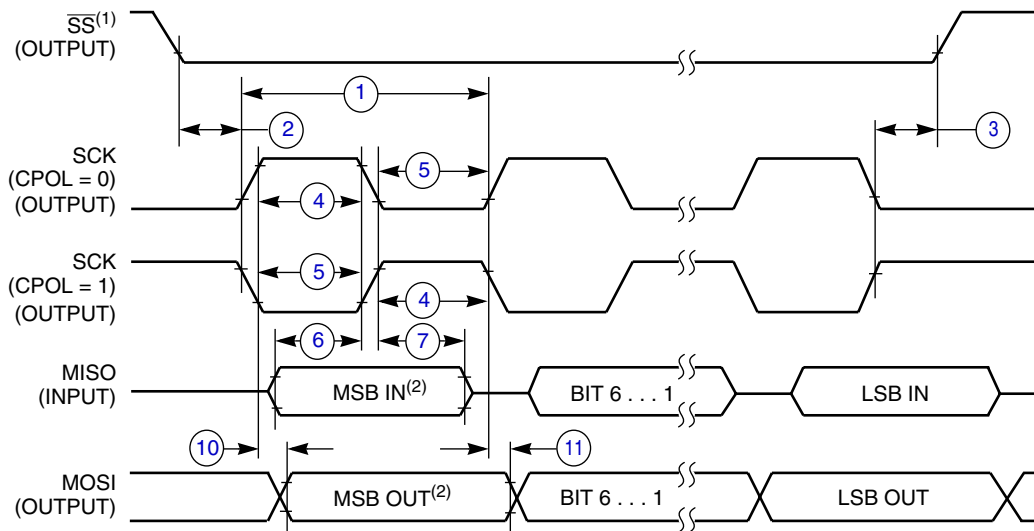 SS(1)
(OUTPUT)
1
2
3
SCK
(CPOL = 0)
(OUTPUT)
5
4
SCK
(CPOL = 1)
(OUTPUT)
5
4
6
7
MISO
(INPUT)
MSB IN(2)
BIT 6 . . . 1
LSB IN
10
11
MOSI
(OUTPUT)
MSB OUT(2)
BIT 6 . . . 1
LSB OUT